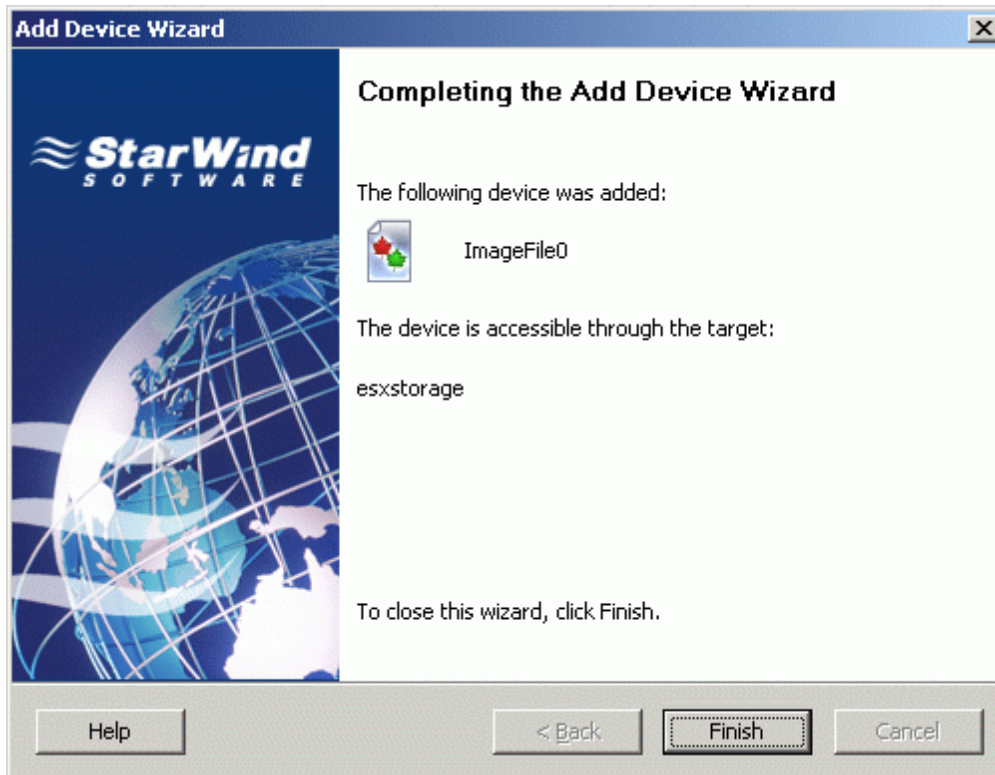 Add Device Wizard
StarWind
SOFTWARE
Completing the Add Device Wizard
The following device was added:
ImageFile0
The device is accessible through the target:
esxstorage
To close this wizard, click Finish.
Help
< Back
Finish
Cancel